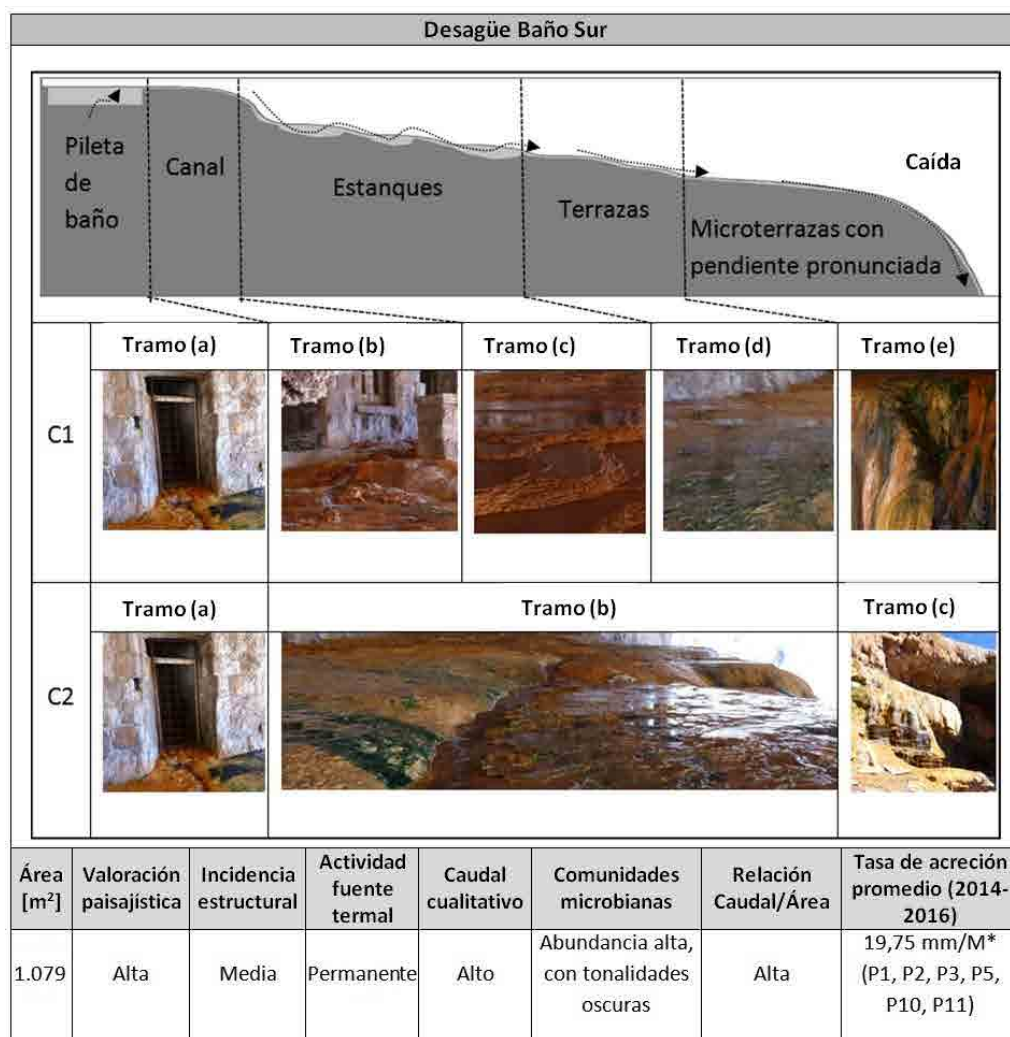 Desagüe Baño Sur
Pileta
de
baño
Canal
Estanques
Terrazas
Caída
Microterrazas con
pendiente pronunciada
Tramo (a)
Tramo (b)
Tramo (c)
Tramo (d)
Tramo (e)
C1
Tramo (a)
Tramo (b)
Tramo (c)
C2
Área
[m²]
Valoración
paisajística
Incidencia
estructural
Actividad
fuente
termal
Caudal
cualitativo
Comunidades
microbianas
Relación
Caudal/Área
Tasa de acreción
promedio (2014-
2016)
1.079
Alta
Media
Permanente
Alto
Abundancia alta,
con tonalidades
oscuras
Alta
19,75 mm/M*
(P1, P2, P3, P5,
P10, P11)